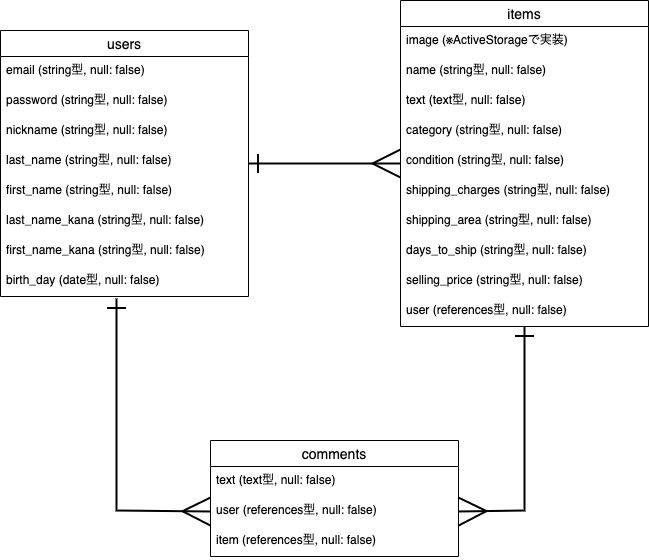 users
email (string型, null: false)
password (string型, null: false)
nickname (string型, null: false)
last_name (string型, null: false)
first_name (string型, null: false)
last_name_kana (string型, null: false)
first_name_kana (string型, null: false)
birth_day (date型, null: false)
items
image (※ActiveStorageで実装)
name (string型, null: false)
text (text型, null: false)
category (string型, null: false)
condition (string型, null: false)
shipping_charges (string型, null: false)
shipping_area (string型, null: false)
days_to_ship (string型, null: false)
selling_price (string型, null: false)
user (references型, null: false)
comments
text (text型, null: false)
user (references型, null: false)
item (references型, null: false)